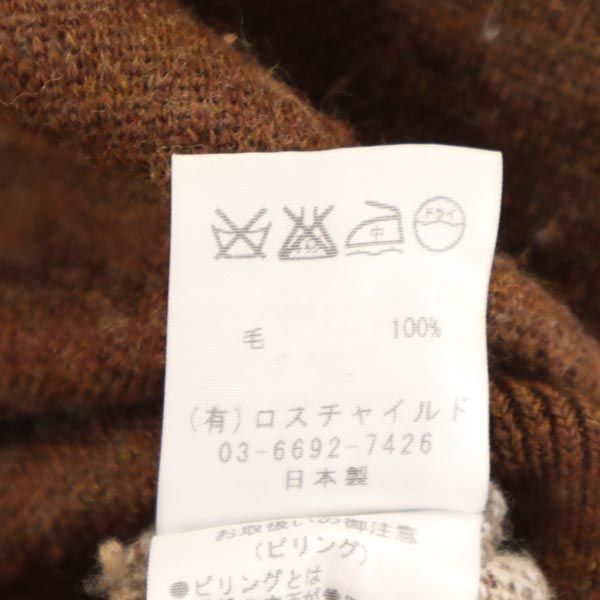 中 ドライ
毛 100%
(有)ロスチャイルド
03-6692-7426
日本製
お取扱いの御注意
(ピリング)
●ピリングとは